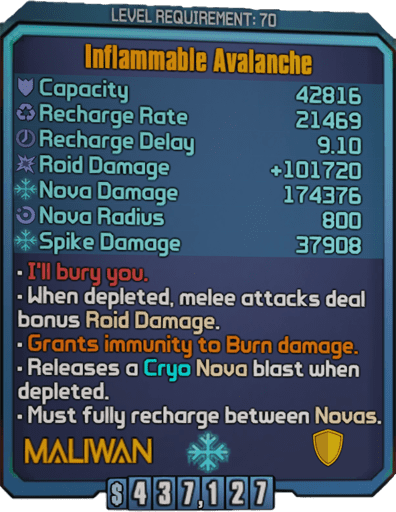 LEVEL REQUIREMENT: 70
Inflammable Avalanche
Capacity 42816
Recharge Rate 21469
Recharge Delay 9.10
Roid Damage +101720
Nova Damage 174376
Nova Radius 800
Spike Damage 37908
• I'll bury you.
• When depleted, melee attacks deal
bonus Roid Damage.
• Grants immunity to Burn damage.
• Releases a Cryo Nova blast when
depleted.
• Must fully recharge between Novas.
MALIWAN
$437,127